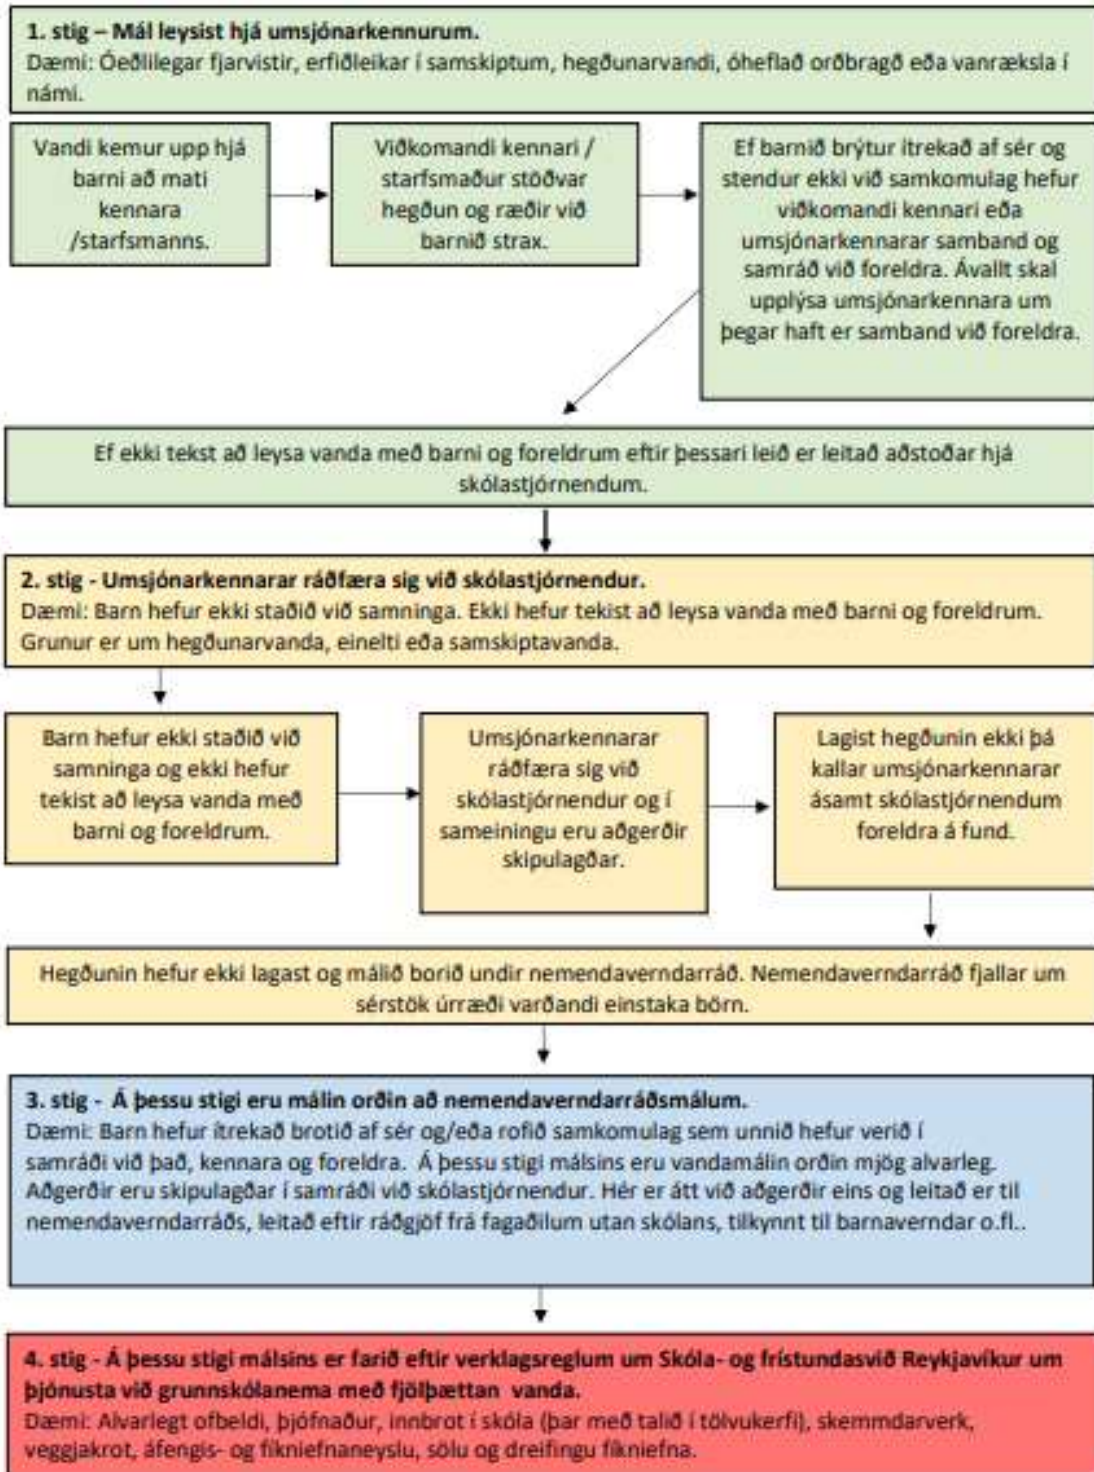 1. stig – Mál leysist hjá umsjónarkennurum.
Dæmi: Óeðlilegar fjarvistir, erfiðleikar í samskiptum, hegðunarvandi, óheflað orðbragð eða vanræksla í
námi.
Vandi kemur upp hjá
barni að mati
kennara
/starfsmanns.
Viðkomandi kennari /
starfsmaður stöðvar
hegðun og ræðir við
barnið strax.
Ef barnið brýtur ítrekað af sér og
stendur ekki við samkomulag hefur
viðkomandi kennari eða
umsjónarkennarar samband og
samráð við foreldra. Ávallt skal
upplýsa umsjónarkennara um
þegar haft er samband við foreldra.
Ef ekki tekst að leysa vanda með barni og foreldrum eftir þessari leið er leitað aðstoðar hjá
skólastjórnendum.
2. stig - Umsjónarkennarar ráðfæra sig við skólastjórnendur.
Dæmi: Barn hefur ekki staðið við samninga. Ekki hefur tekist að leysa vanda með barni og foreldrum.
Grunur er um hegðunarvanda, einelti eða samskiptavanda.
Barn hefur ekki staðið við
samninga og ekki hefur
tekist að leysa vanda með
barni og foreldrum.
Umsjónarkennarar
ráðfæra sig við
skólastjórnendur og í
sameiningu eru aðgerðir
skipulagðar.
Lagist hegðunin ekki þá
kallar umsjónarkennarar
ásamt skólastjórnendum
foreldra á fund.
Hegðunin hefur ekki lagast og málið borið undir nemendaverndarráð. Nemendaverndarráð fjallar um
sérstök úrræði varðandi einstaka börn.
3. stig - Á þessu stigi eru málin orðin að nemendaverndarráðsmálum.
Dæmi: Barn hefur ítrekað brotið af sér og/eða rofið samkomulag sem unnið hefur verið í
samráði við það, kennara og foreldra. Á þessu stigi málsins eru vandamálin orðin mjög alvarleg.
Aðgerðir eru skipulagðar í samráði við skólastjórnendur. Hér er átt við aðgerðir eins og leitað er til
nemendaverndarráðs, leitað eftir ráðgjöf frá fagaðilum utan skólans, tilkynnt til barnaverndar o.fl..
4. stig - Á þessu stigi málsins er farið eftir verklagsreglum um Skóla- og frístundasvið Reykjavíkur um
þjónusta við grunnskólanema með fjölþættan vanda.
Dæmi: Alvarlegt ofbeldi, þjófnaður, innbrot í skóla (þar með talið í tölvukerfi), skemmdarverk,
veggjakrot, áfengis- og fíkniefnaneyslu, sölu og dreifingu fíkniefna.